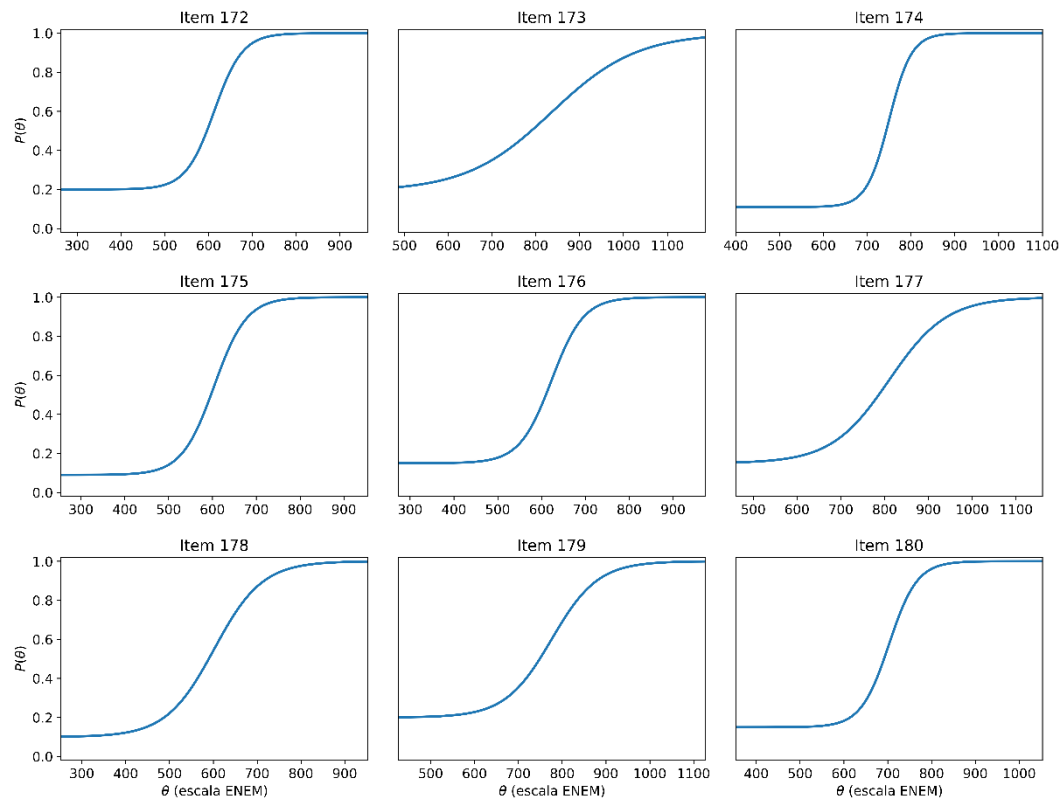 Item 172
Item 173
Item 174
P(θ)
1.0
0.8
0.6
0.4
0.2
0.0
300 400 500 600 700 800 900
500 600 700 800 900 1000 1100
400 500 600 700 800 900 1000 1100
Item 175
Item 176
Item 177
P(θ)
1.0
0.8
0.6
0.4
0.2
0.0
300 400 500 600 700 800 900
300 400 500 600 700 800 900
500 600 700 800 900 1000 1100
Item 178
Item 179
Item 180
P(θ)
1.0
0.8
0.6
0.4
0.2
0.0
300 400 500 600 700 800 900
500 600 700 800 900 1000 1100
400 500 600 700 800 900 1000
θ (escala ENEM)
θ (escala ENEM)
θ (escala ENEM)